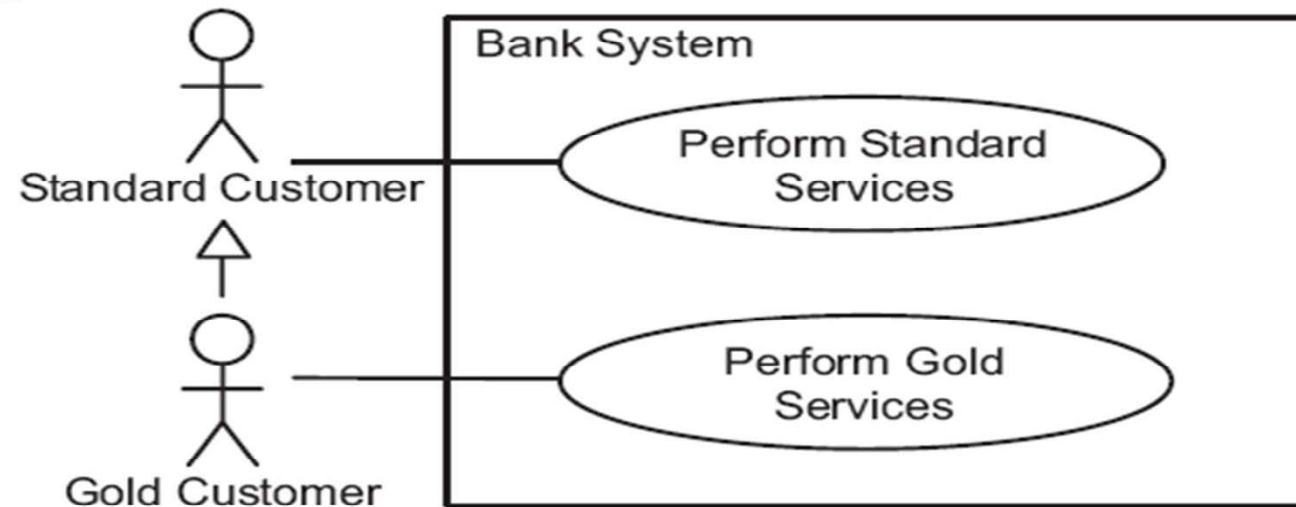 Bank System
Perform Standard
Services
Standard Customer
Perform Gold
Services
Gold Customer